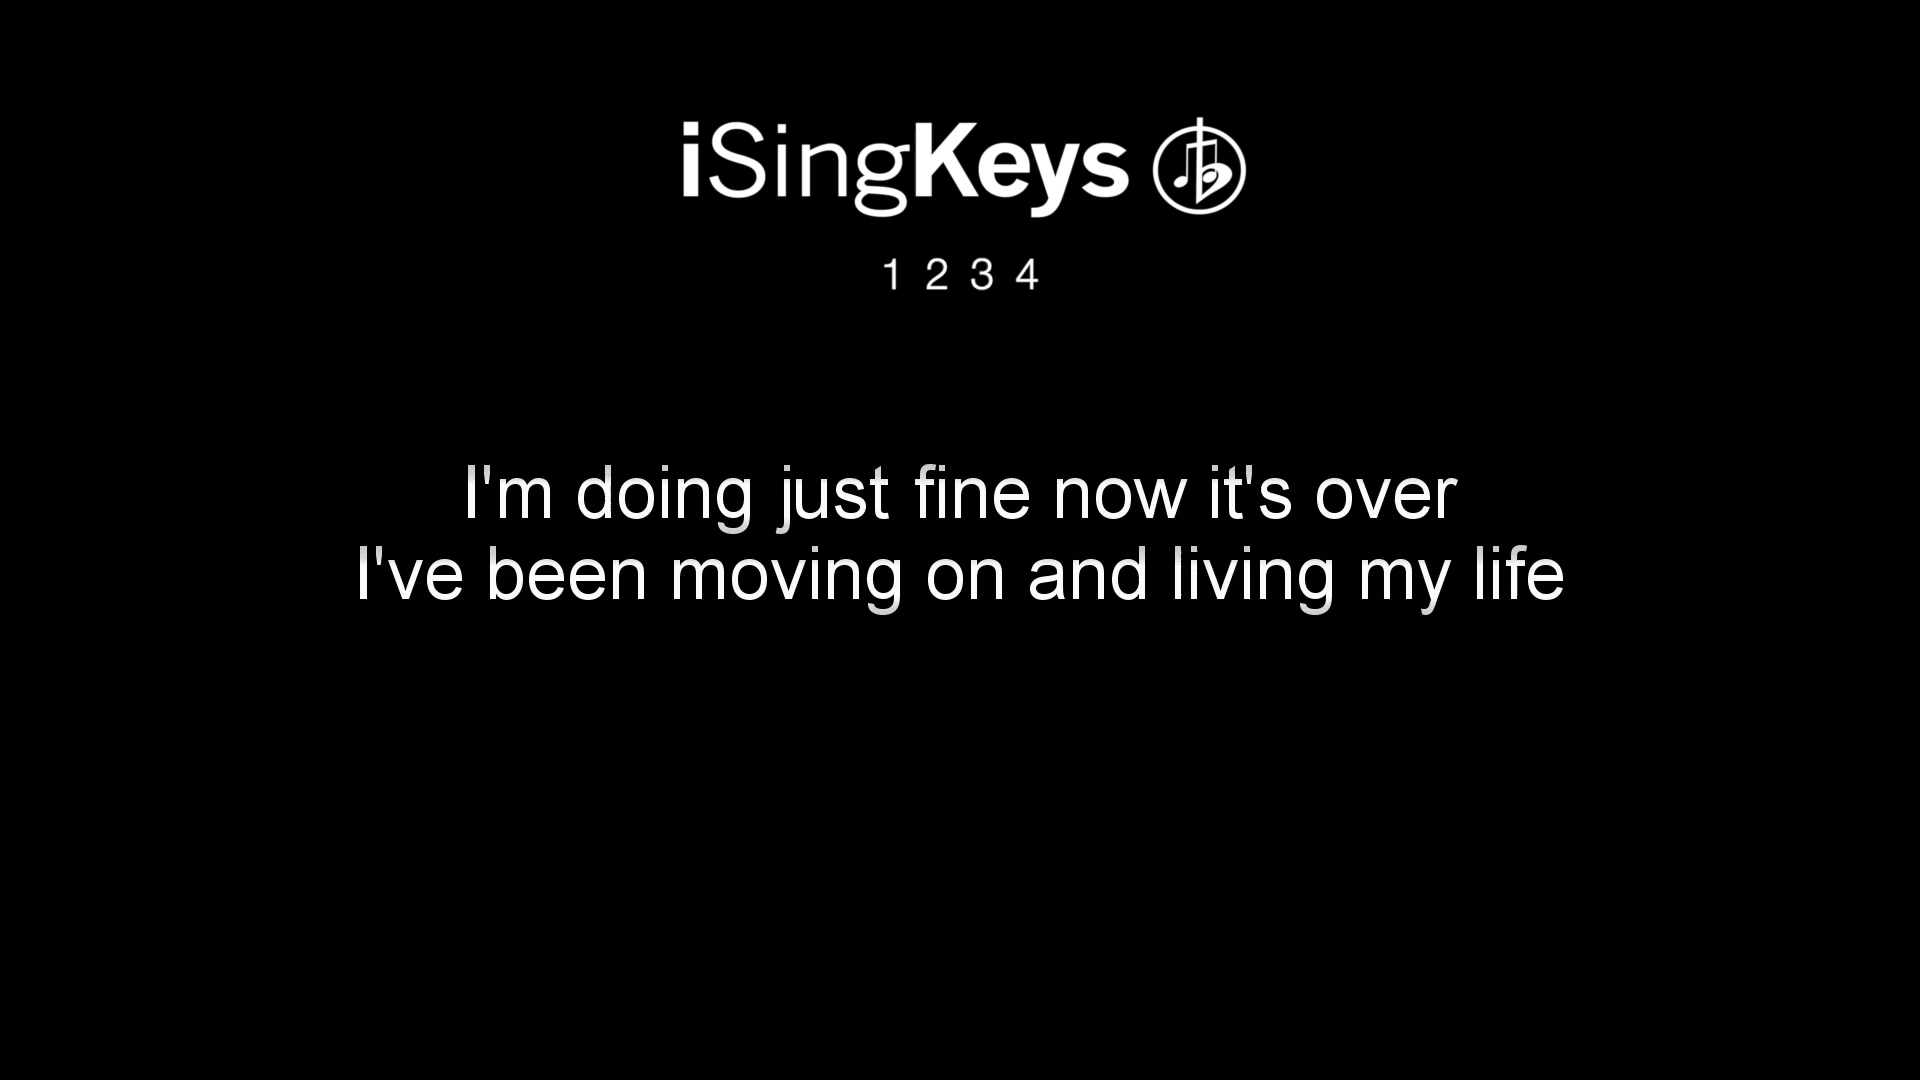 iSingKeys
1 2 3 4
I'm doing just fine now it's over
I've been moving on and living my life